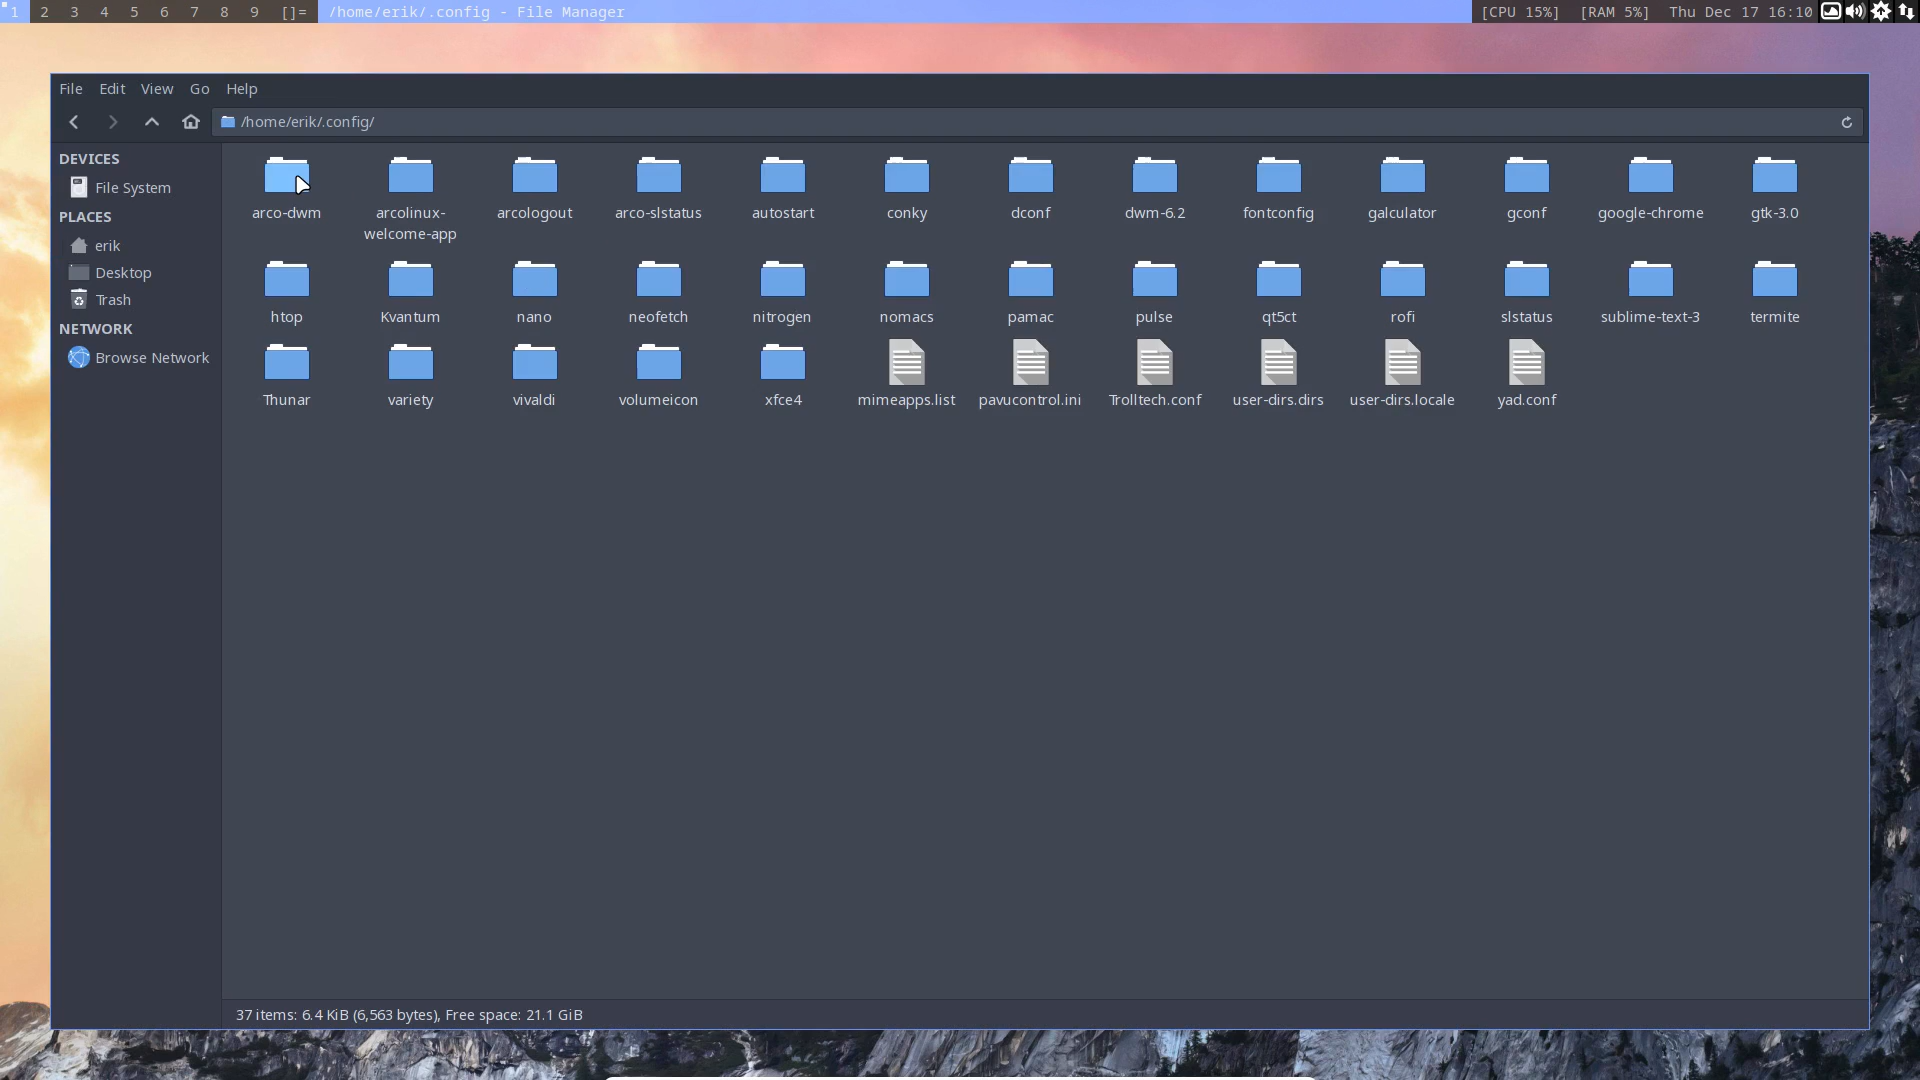 1 2 3 4 5 6 7 8 9 []= /home/erik/.config - File Manager [CPU 15%] [RAM 5%] Thu Dec 17 16:10
File Edit View Go Help
/home/erik/.config/
DEVICES
File System
PLACES
erik
Desktop
Trash
NETWORK
Browse Network
arco-dwm arcolinux-welcome-app arcologout arco-slstatus autostart conky dconf dwm-6.2 fontconfig galculator gconf google-chrome gtk-3.0
htop Kvantum nano neofetch nitrogen nomacs pamac pulse qt5ct rofi slstatus sublime-text-3 termite
Thunar variety vivaldi volumeicon xfce4 mimeapps.list pavucontrol.ini Trolltech.conf user-dirs.dirs user-dirs.locale yad.conf
37 items: 6.4 KiB (6,563 bytes), Free space: 21.1 GiB